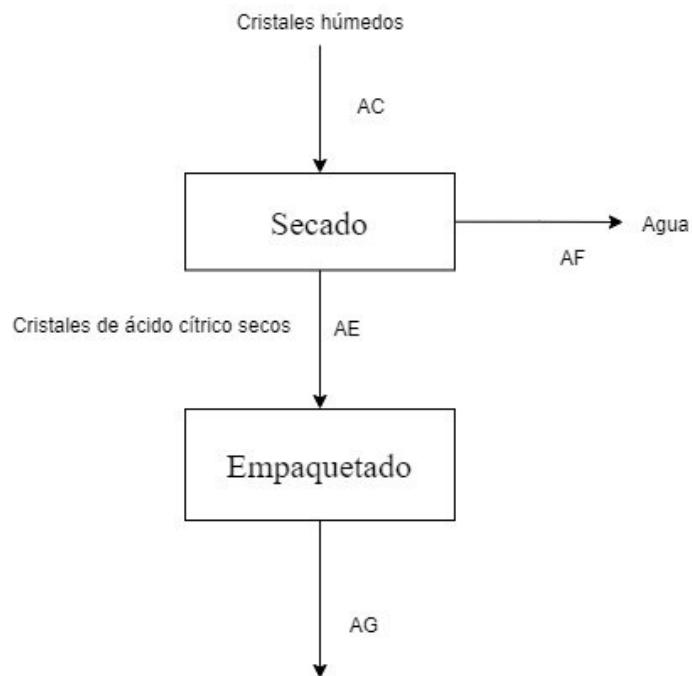 Cristales húmedos
AC
Secado
Agua
AF
Cristales de ácido cítrico secos
AE
Empaquetado
AG